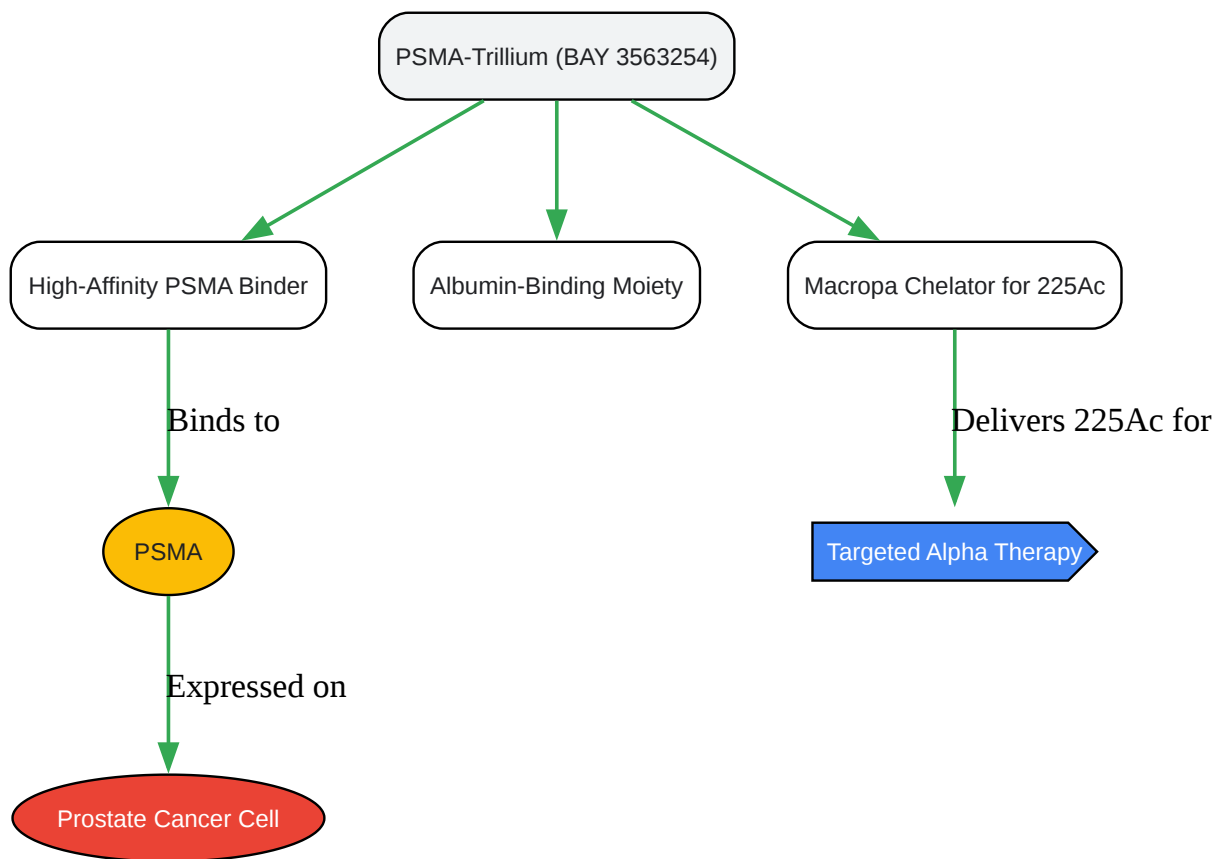 PSMA-Trillium (BAY 3563254)
High-Affinity PSMA Binder
Albumin-Binding Moiety
Macropa Chelator for 225Ac
Binds to
Delivers 225Ac for
PSMA
Targeted Alpha Therapy
Expressed on
Prostate Cancer Cell